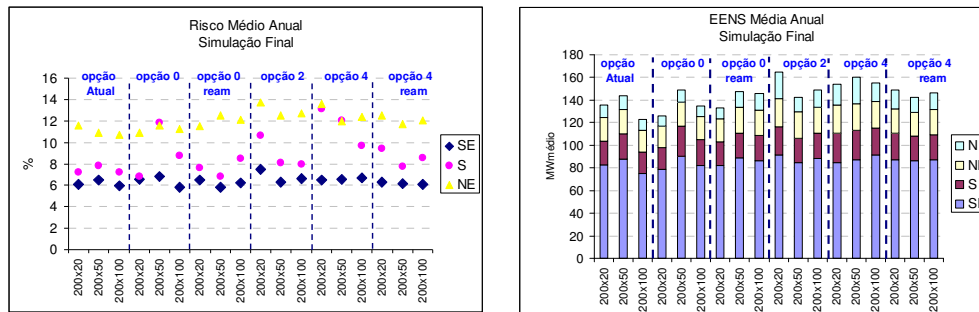 Risco Médio Anual
Simulação Final
opção Atual
opção 0
opção 0 ream
opção 2
opção 4
opção 4 ream
16
14
12
10
8
6
4
2
0
%
SE
S
NE
200x20
200x50
200x100
200x20
200x50
200x100
200x20
200x50
200x100
200x20
200x50
200x100
200x20
200x50
200x100
200x20
200x50
200x100
EENS Média Anual
Simulação Final
opção Atual
opção 0
opção 0 ream
opção 2
opção 4
opção 4 ream
180
160
140
120
100
80
60
40
20
0
MWmédio
N
S
200x20
200x50
200x100
200x20
200x50
200x100
200x20
200x50
200x100
200x20
200x50
200x100
200x20
200x50
200x100
200x20
200x50
200x100